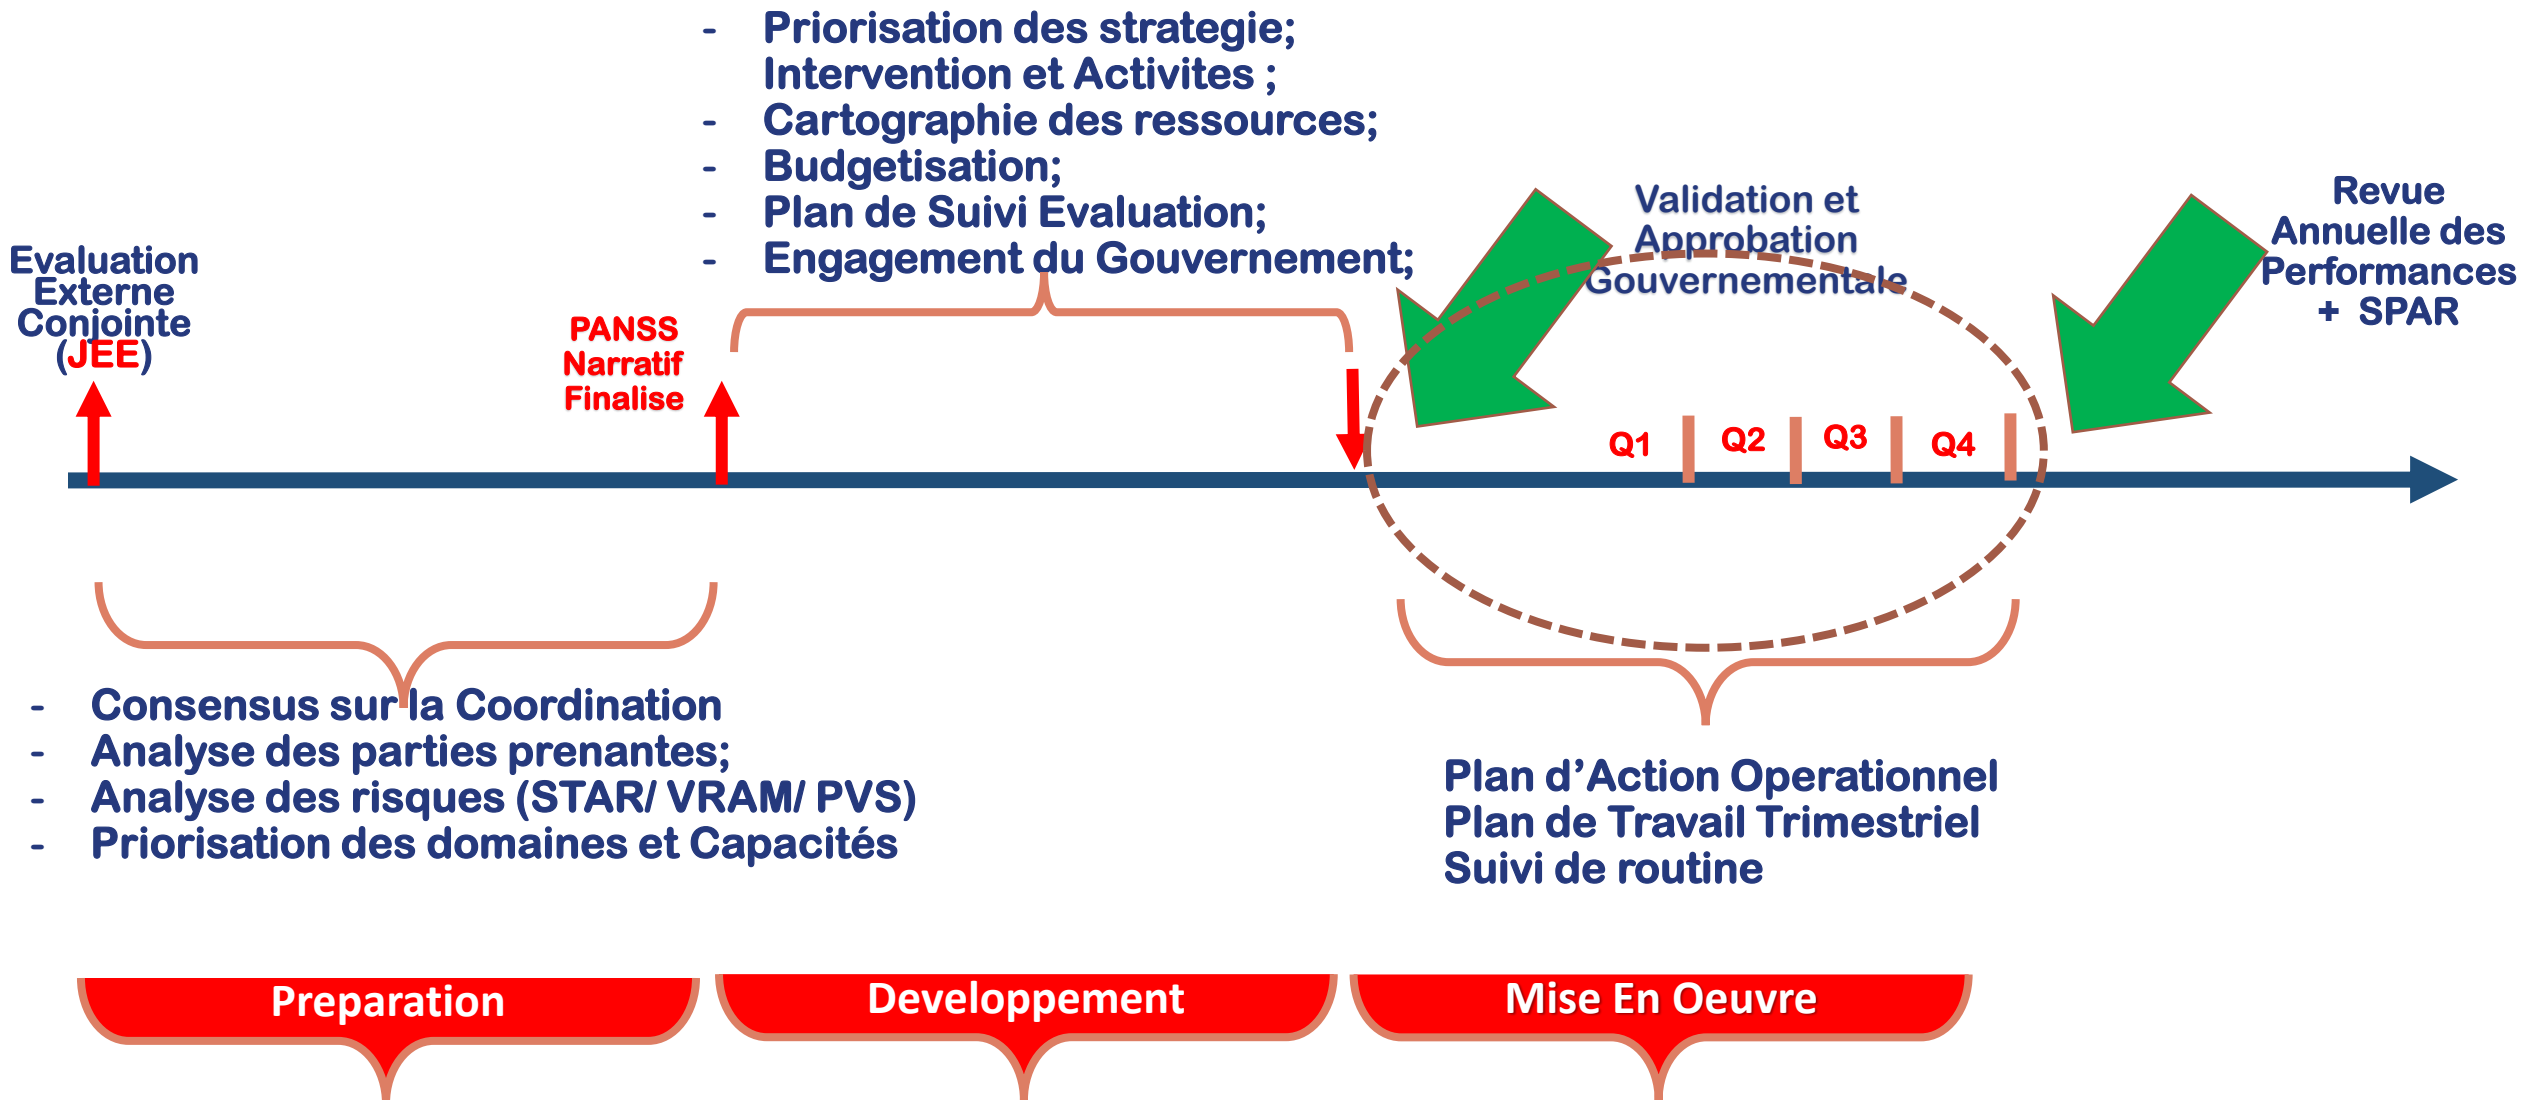 - Priorisation des strategie;
Intervention et Activites ;
- Cartographie des ressources;
- Budgetisation;
- Plan de Suivi Evaluation;
- Engagement du Gouvernement;
Evaluation
Externe
Conjointe
(JEE)
PANSS
Narratif
Finalise
Validation et
Approbation
Gouvernementale
Revue
Annuelle des
Performances
+ SPAR
Q1 Q2 Q3 Q4
- Consensus sur la Coordination
- Analyse des parties prenantes;
- Analyse des risques (STAR/ VRAM/ PVS)
- Priorisation des domaines et Capacités
Plan d’Action Operationnel
Plan de Travail Trimestriel
Suivi de routine
Preparation
Developpement
Mise En Oeuvre